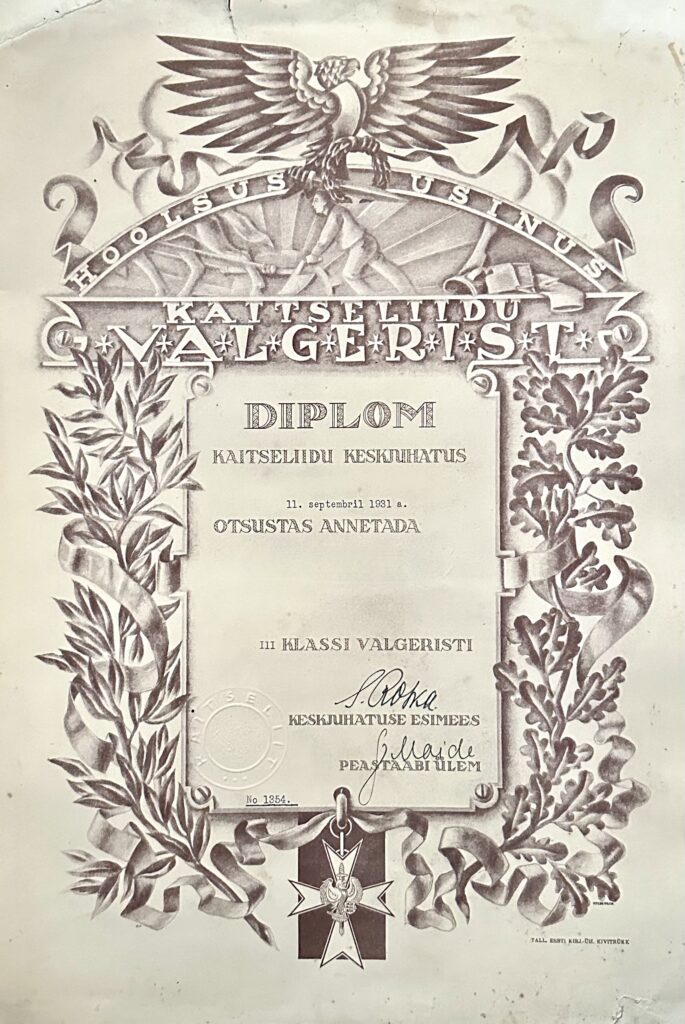 HOOLSUS USINUS
KAITSELIIDU
VALGERIST
DIPLOM
KAITSELIIDU KESKJUHATUS
11. septembril 1931 a.
OTSUSTAS ANNETADA
III KLASSI VALGERISTI
KESKJUHATUSE ESIMEES
PEASTAABI ÜLEM
KAITSELIIT
No 1354.
TALL. EESTI KIRJ.-ÜH. KIVITRÜKK